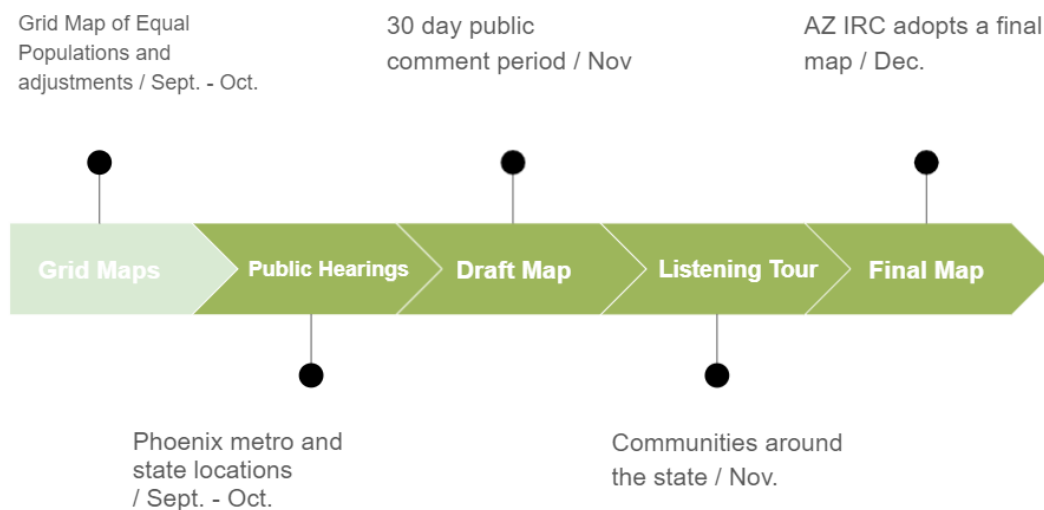 Grid Map of Equal
Populations and
adjustments / Sept. - Oct.
30 day public
comment period / Nov
AZ IRC adopts a final
map / Dec.
Grid Maps
Public Hearings
Draft Map
Listening Tour
Final Map
Phoenix metro and
state locations
/ Sept. - Oct.
Communities around
the state / Nov.